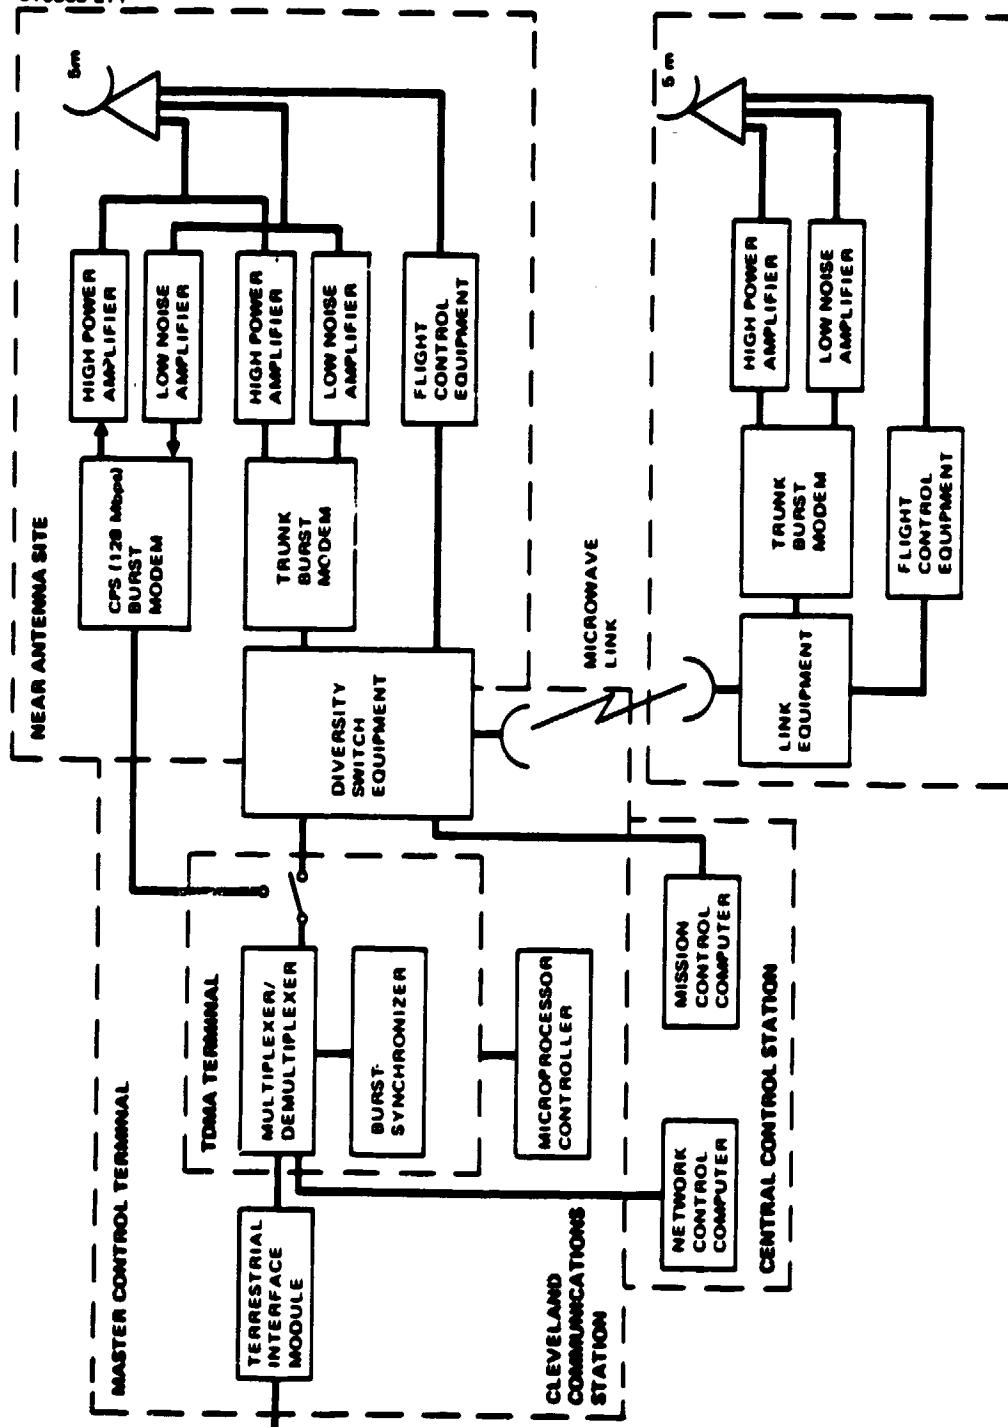 NEAR ANTENNA SITE
CPS (128 Mbps)
BURST
MODEM
HIGH POWER
AMPLIFIER
LOW NOISE
AMPLIFIER
5m
TRUNK
BURST
MODEM
HIGH POWER
AMPLIFIER
LOW NOISE
AMPLIFIER
FLIGHT
CONTROL
EQUIPMENT
DIVERSITY
SWITCH
EQUIPMENT
MICROWAVE
LINK
MASTER CONTROL TERMINAL
TDMA TERMINAL
MULTIPLEXER/
DEMULTIPLEXER
BURST-
SYNCHRONIZER
MICROPROCESSOR
CONTROLLER
TERRESTRIAL
INTERFACE
MODULE
CLEVELAND
COMMUNICATIONS
STATION
NETWORK
CONTROL
COMPUTER
MISSION
CONTROL
COMPUTER
CENTRAL CONTROL STATION
LINK
EQUIPMENT
TRUNK
BURST
MODEM
HIGH POWER
AMPLIFIER
LOW NOISE
AMPLIFIER
5 m
FLIGHT
CONTROL
EQUIPMENT